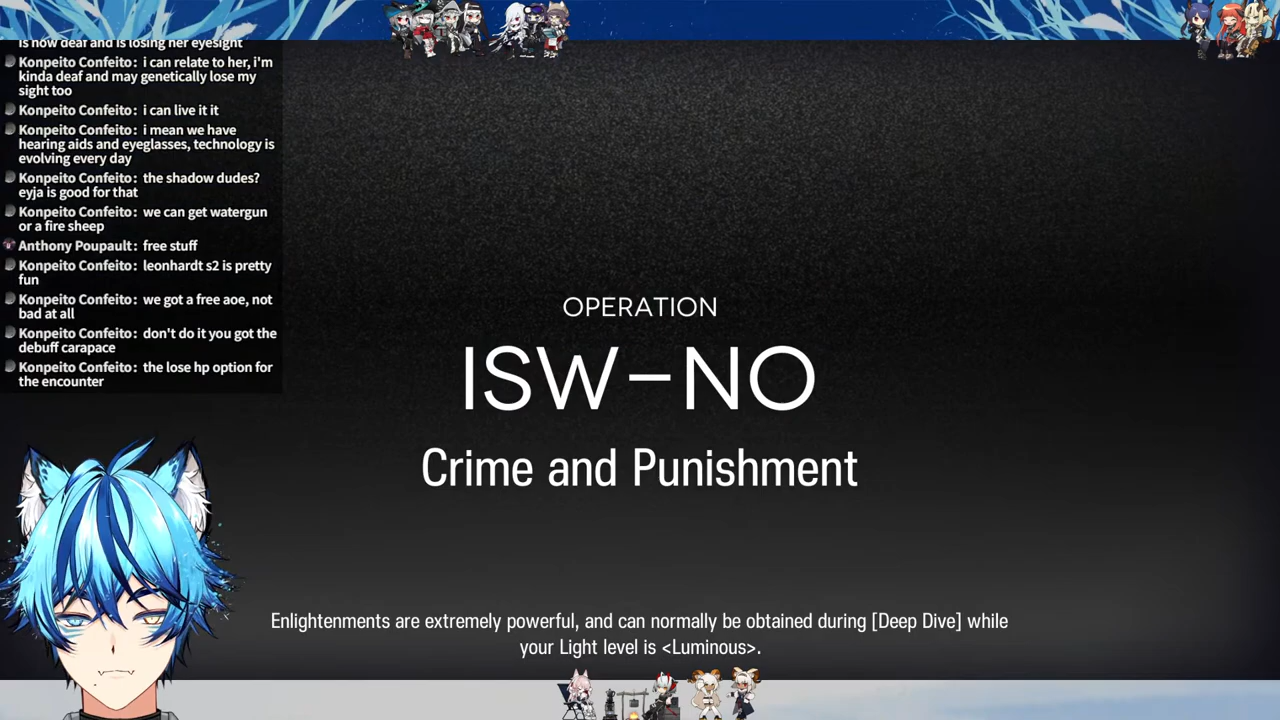 is now deaf and is losing her eyesight
Konpeito Confeito: i can relate to her, i'm
kinda deaf and may genetically lose my
sight too
Konpeito Confeito: i can live it it
Konpeito Confeito: i mean we have
hearing aids and eyeglasses, technology is
evolving every day
Konpeito Confeito: the shadow dudes?
eyja is good for that
Konpeito Confeito: we can get watergun
or a fire sheep
Anthony Poupault: free stuff
Konpeito Confeito: leonhardt s2 is pretty
fun
Konpeito Confeito: we got a free aoe, not
bad at all
Konpeito Confeito: don't do it you got the
debuff carapace
Konpeito Confeito: the lose hp option for
the encounter
OPERATION
ISW-NO
Crime and Punishment
Enlightenments are extremely powerful, and can normally be obtained during [Deep Dive] while
your Light level is <Luminous>.